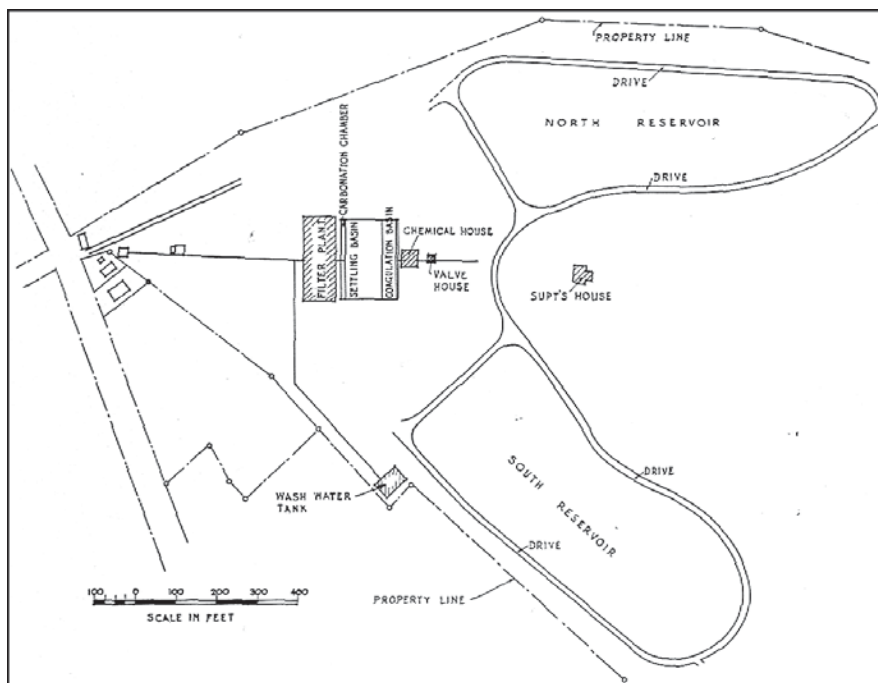 PROPERTY LINE
DRIVE
NORTH RESERVOIR
DRIVE
CARBONATION CHAMBER
FILTER PLANT
SETTLING BASIN
COAGULATION BASIN
CHEMICAL HOUSE
VALVE
HOUSE
SUPT'S HOUSE
SOUTH
RESERVOIR
DRIVE
WASH WATER
TANK
DRIVE
PROPERTY LINE
100 0 100 200 300 400
SCALE IN FEET